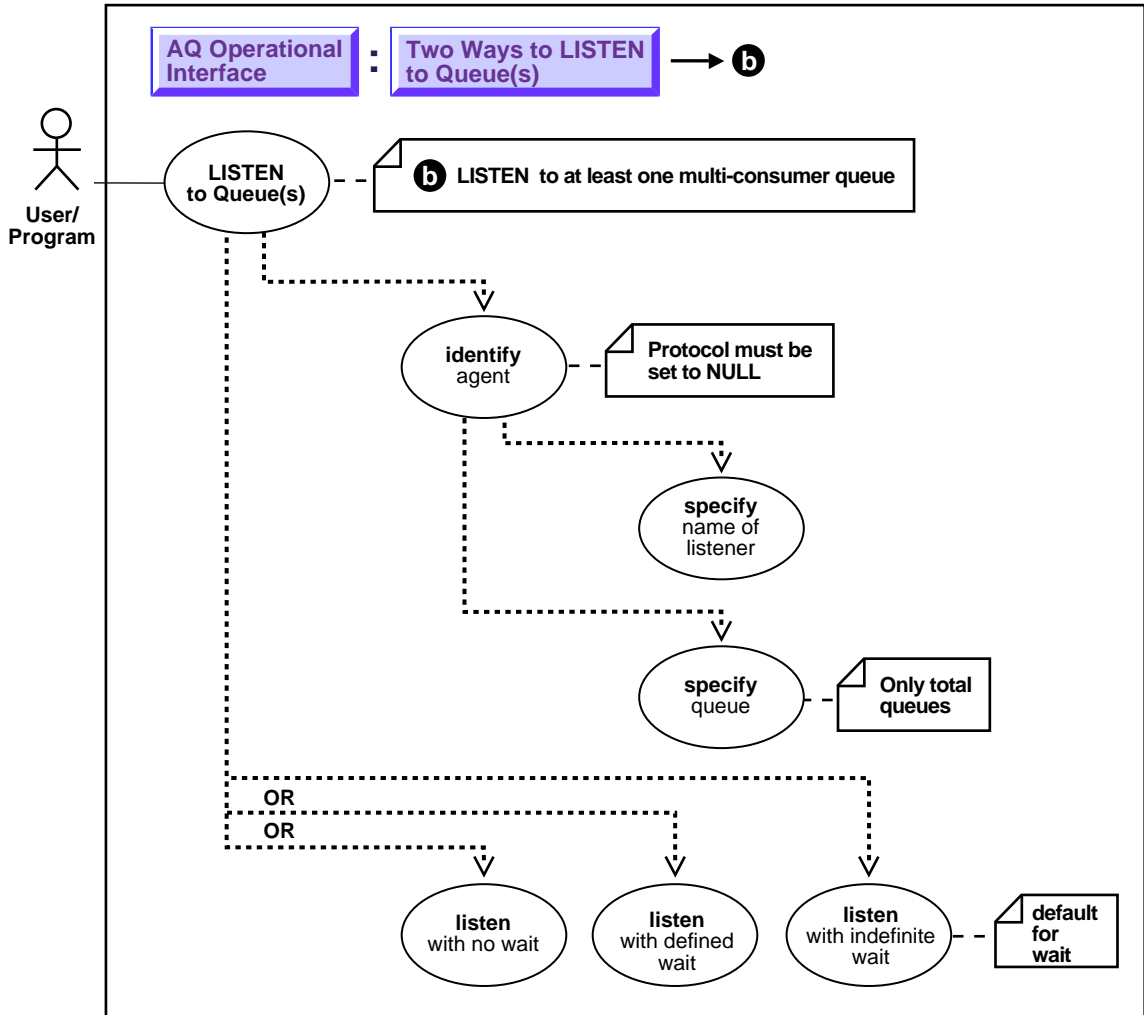 AQ Operational
Interface
:
Two Ways to LISTEN
to Queue(s)
b
User/
Program
LISTEN
to Queue(s)
b LISTEN to at least one multi-consumer queue
identify
agent
Protocol must be
set to NULL
specify
name of
listener
specify
queue
Only total
queues
OR
OR
listen
with no wait
listen
with defined
wait
listen
with indefinite
wait
default
for
wait